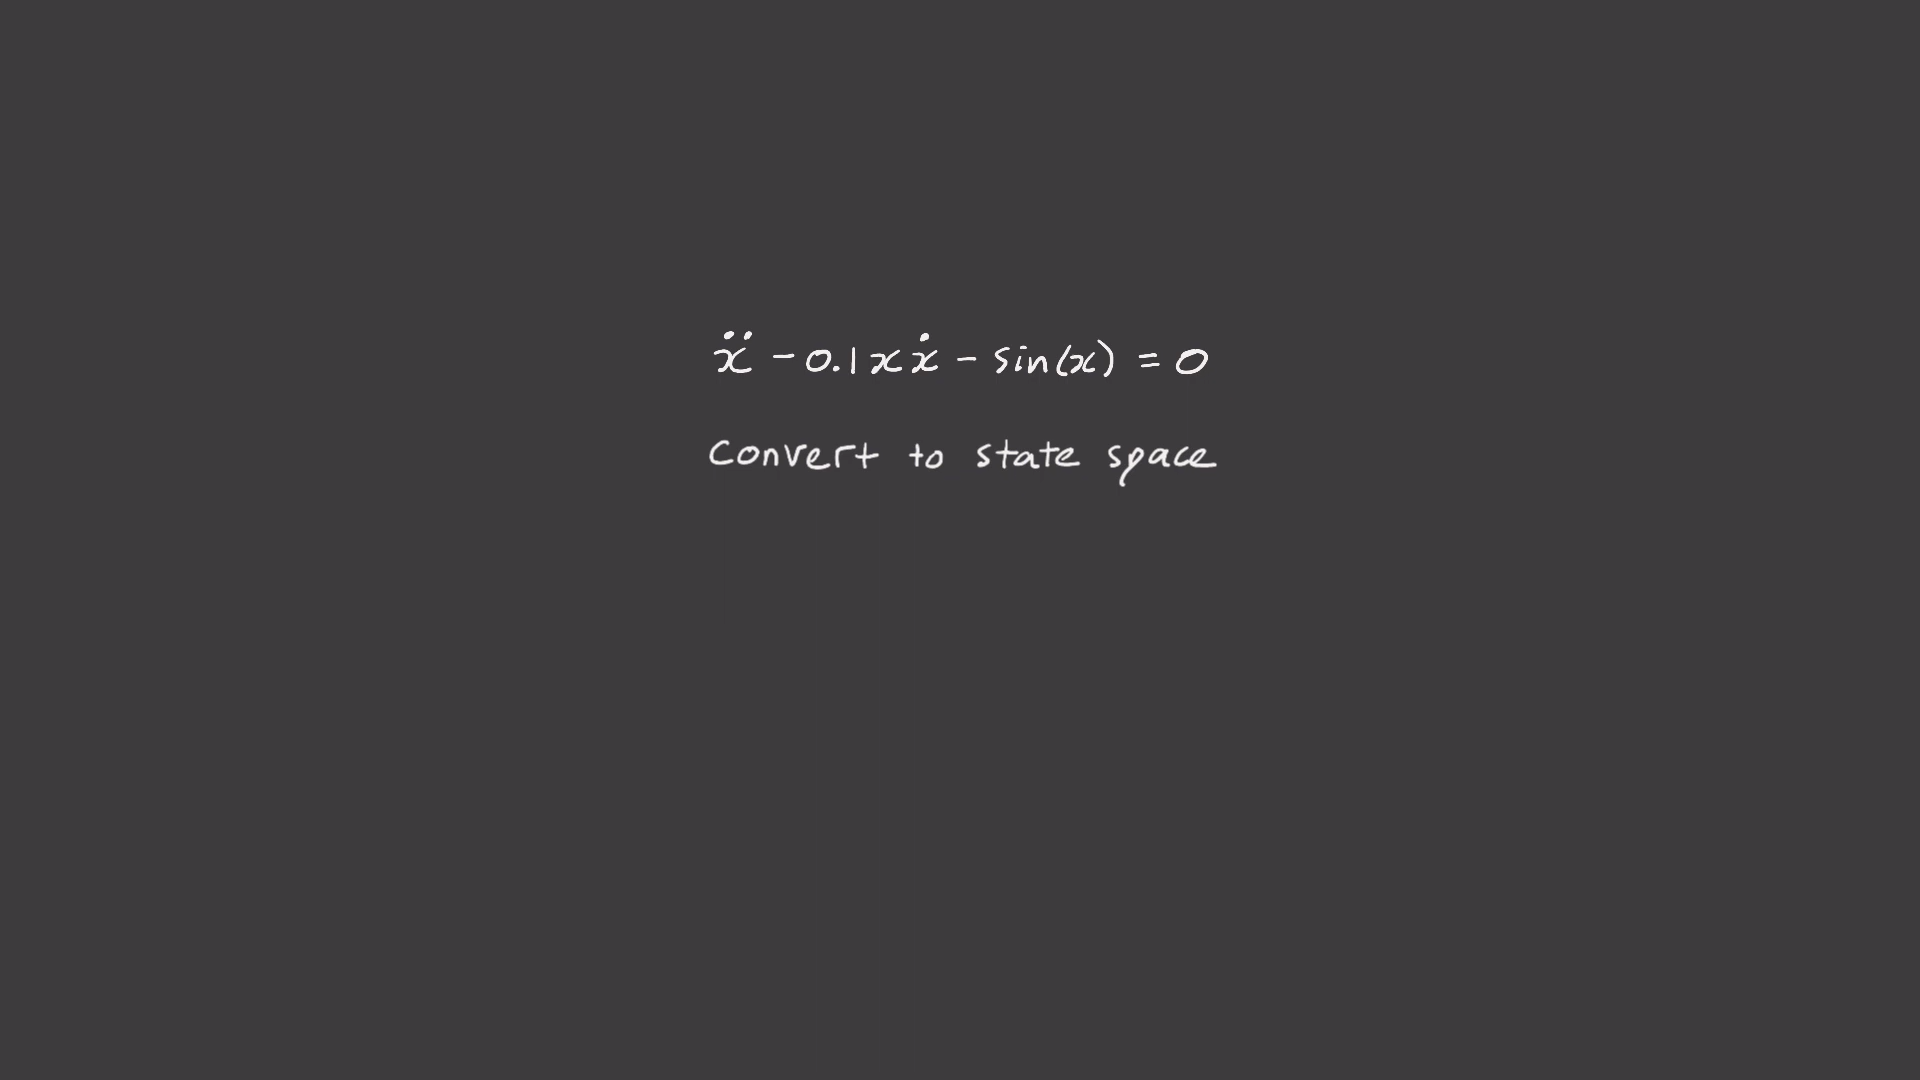 ẍ - 0.1xẋ - sin(x) = 0
Convert to state space